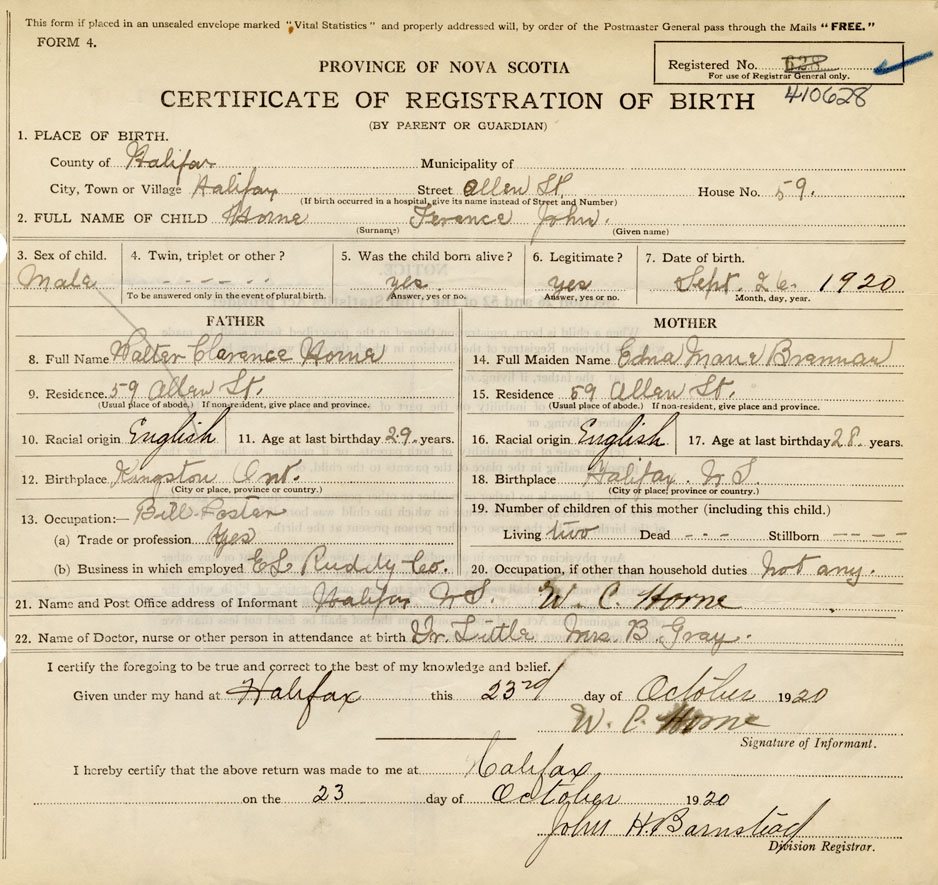 This form if placed in an unsealed envelope marked "Vital Statistics" and properly addressed will, by order of the Postmaster General pass through the Mails "FREE."
FORM 4.
Registered No. 628
For use of Registrar General only.
410628
PROVINCE OF NOVA SCOTIA
CERTIFICATE OF REGISTRATION OF BIRTH
(BY PARENT OR GUARDIAN)
1. PLACE OF BIRTH.
County of Halifax Municipality of
City, Town or Village Halifax Street Allen St. House No. 59.
(If birth occurred in a hospital, give its name instead of Street and Number)
2. FULL NAME OF CHILD Horne Terence John.
(Surname) (Given name)
3. Sex of child. 4. Twin, triplet or other? 5. Was the child born alive? 6. Legitimate? 7. Date of birth.
Male - - - - - - yes. yes Sept. 26. 1920
To be answered only in the event of plural birth. Answer, yes or no. Answer, yes or no. Month, day, year.
FATHER MOTHER
8. Full Name Walter Clarence Horne 14. Full Maiden Name Edna Marie Brennan
9. Residence. 59 Allen St. 15. Residence 59 Allen St.
(Usual place of abode.) If non-resident, give place and province. (Usual place of abode.) If non-resident, give place and province.
10. Racial origin English 11. Age at last birthday 29. years. 16. Racial origin English 17. Age at last birthday 28. years.
12. Birthplace Kingston Ont. 18. Birthplace Halifax. N S.
(City or place, province or country.) (City or place, province or country.)
13. Occupation:— Bill Poster 19. Number of children of this mother (including this child.)
(a) Trade or profession Yes Living two Dead - - - Stillborn - - - -
(b) Business in which employed E L Ruddy Co. 20. Occupation, if other than household duties Not any.
21. Name and Post Office address of Informant Halifax N S. W. C. Horne
22. Name of Doctor, nurse or other person in attendance at birth Dr. Little Mrs B. Gray.
I certify the foregoing to be true and correct to the best of my knowledge and belief.
Given under my hand at Halifax this 23rd day of October 1920
W. C. Horne
Signature of Informant.
I hereby certify that the above return was made to me at Halifax
on the 23 day of October 1920
John H. Barnstead
Division Registrar.